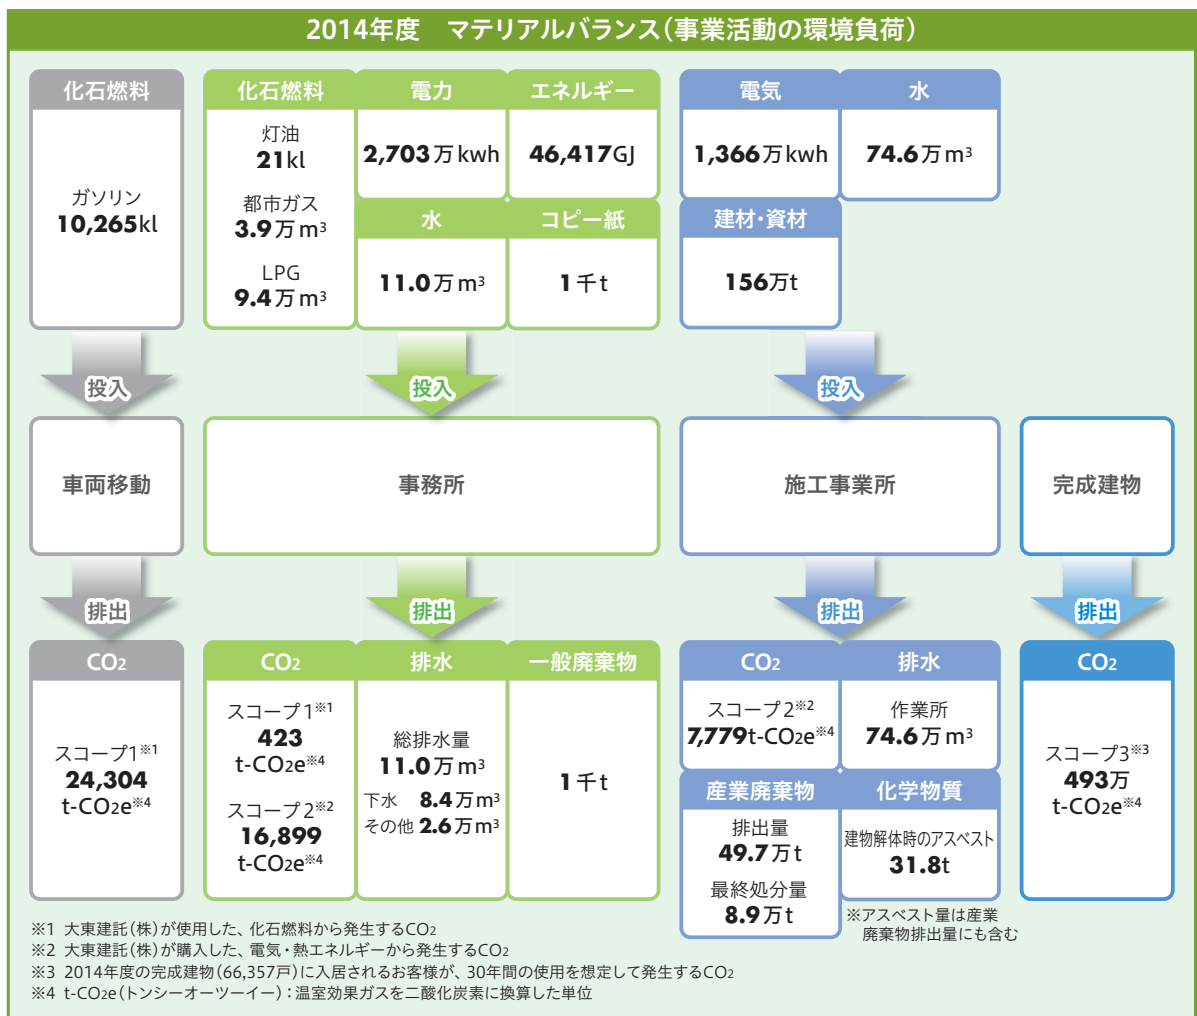 2014年度　マテリアルバランス（事業活動の環境負荷）
化石燃料
ガソリン
10,265kl
化石燃料
灯油
21kl
都市ガス
3.9万m³
LPG
9.4万m³
電力
2,703万kwh
エネルギー
46,417GJ
水
11.0万m³
コピー紙
1千t
電気
1,366万kwh
水
74.6万m³
建材・資材
156万t
投入
投入
投入
車両移動
事務所
施工事業所
完成建物
排出
排出
排出
排出
CO2
スコープ1※1
24,304
t-CO2e※4
CO2
スコープ1※1
423
t-CO2e※4
スコープ2※2
16,899
t-CO2e※4
排水
総排水量
11.0万m³
下水 8.4万m³
その他 2.6万m³
一般廃棄物
1千t
CO2
スコープ2※2
7,779t-CO2e※4
排水
作業所
74.6万m³
産業廃棄物
排出量
49.7万t
最終処分量
8.9万t
化学物質
建物解体時のアスベスト
31.8t
※アスベスト量は産業
廃棄物排出量にも含む
CO2
スコープ3※3
493万
t-CO2e※4
※1 大東建託（株）が使用した、化石燃料から発生するCO2
※2 大東建託（株）が購入した、電気・熱エネルギーから発生するCO2
※3 2014年度の完成建物（66,357戸）に入居されるお客様が、30年間の使用を想定して発生するCO2
※4 t-CO2e（トンシーオーツーイー）：温室効果ガスを二酸化炭素に換算した単位